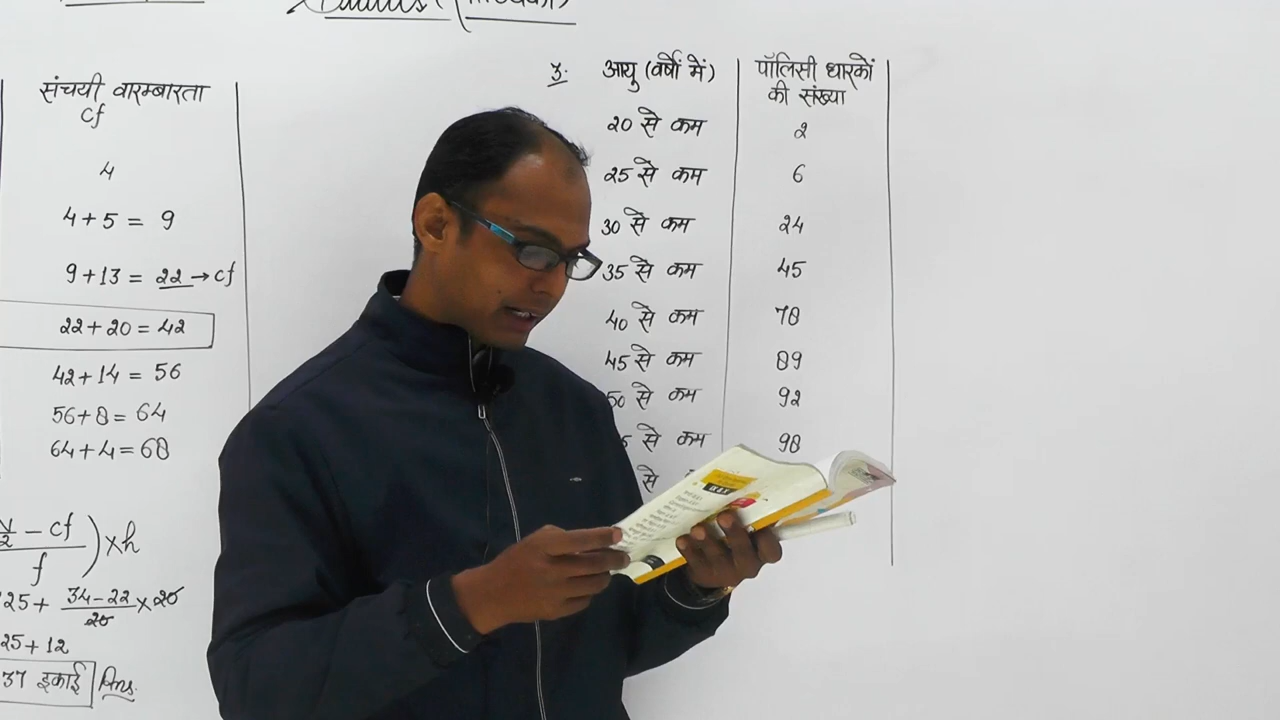 संचयी वारम्बारता
cf
4
4 + 5 = 9
9 + 13 = 22 → cf
22 + 20 = 42
42 + 14 = 56
56 + 8 = 64
64 + 4 = 68
- cf
f
) × h
25 + 34 - 22 × 20
20
25 + 12
37 इकाई Ans.
3. आयु (वर्षो में) पॉलिसी धारकों
की संख्या
20 से कम 2
25 से कम 6
30 से कम 24
35 से कम 45
40 से कम 78
45 से कम 89
50 से कम 92
5 से कम 98
से